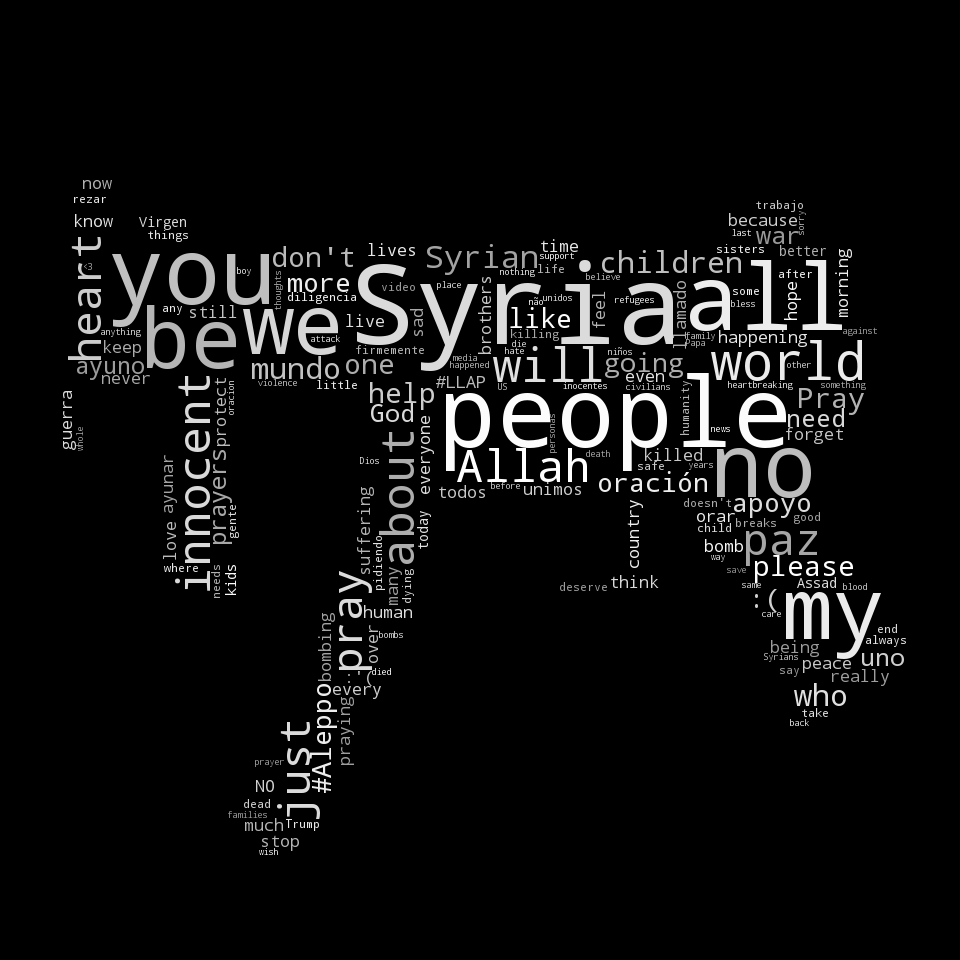 now
rezar
know
Virgen
things
heart
<3
you
boy
don't
thoughts
lives
more
diligencia
video
Syrian
time
support
nothing
life
place
children
believe
because
war
last
sorry
trabajo
sisters
better
morning
any
still
be
we
attack
live
firmemente
sad
Syria
brothers
like
não
unidos
killing
die
hate
feel
refugees
llamado
all
some
bless
after
hope
happening
family
Papa
against
anything
keep
ayuno
never
mundo
one
violence
little
media
happened
will
US
niños
going
inocentes
even
civilians
world
other
heartbreaking
something
guerra
whole
innocent
protect
oracion
prayers
help
#LLAP
God
people
humanity
Pray
need
forget
news
love
ayunar
gente
about
everyone
Allah
personas
death
killed
safe
years
no
Dios
suffering
todos
before
unimos
oración
doesn't
apoyo
where
needs
kids
today
pidiendo
country
orar
child
breaks
good
bomb
way
paz
please
many
dying
deserve
think
save
same
Assad
blood
pray
human
:(
my
care
bombing
over
bombs
end
always
being
Syrians
peace
uno
#Aleppo
:(
died
every
say
really
who
take
back
just
praying
prayer
NO
dead
families
much
Trump
stop
wish